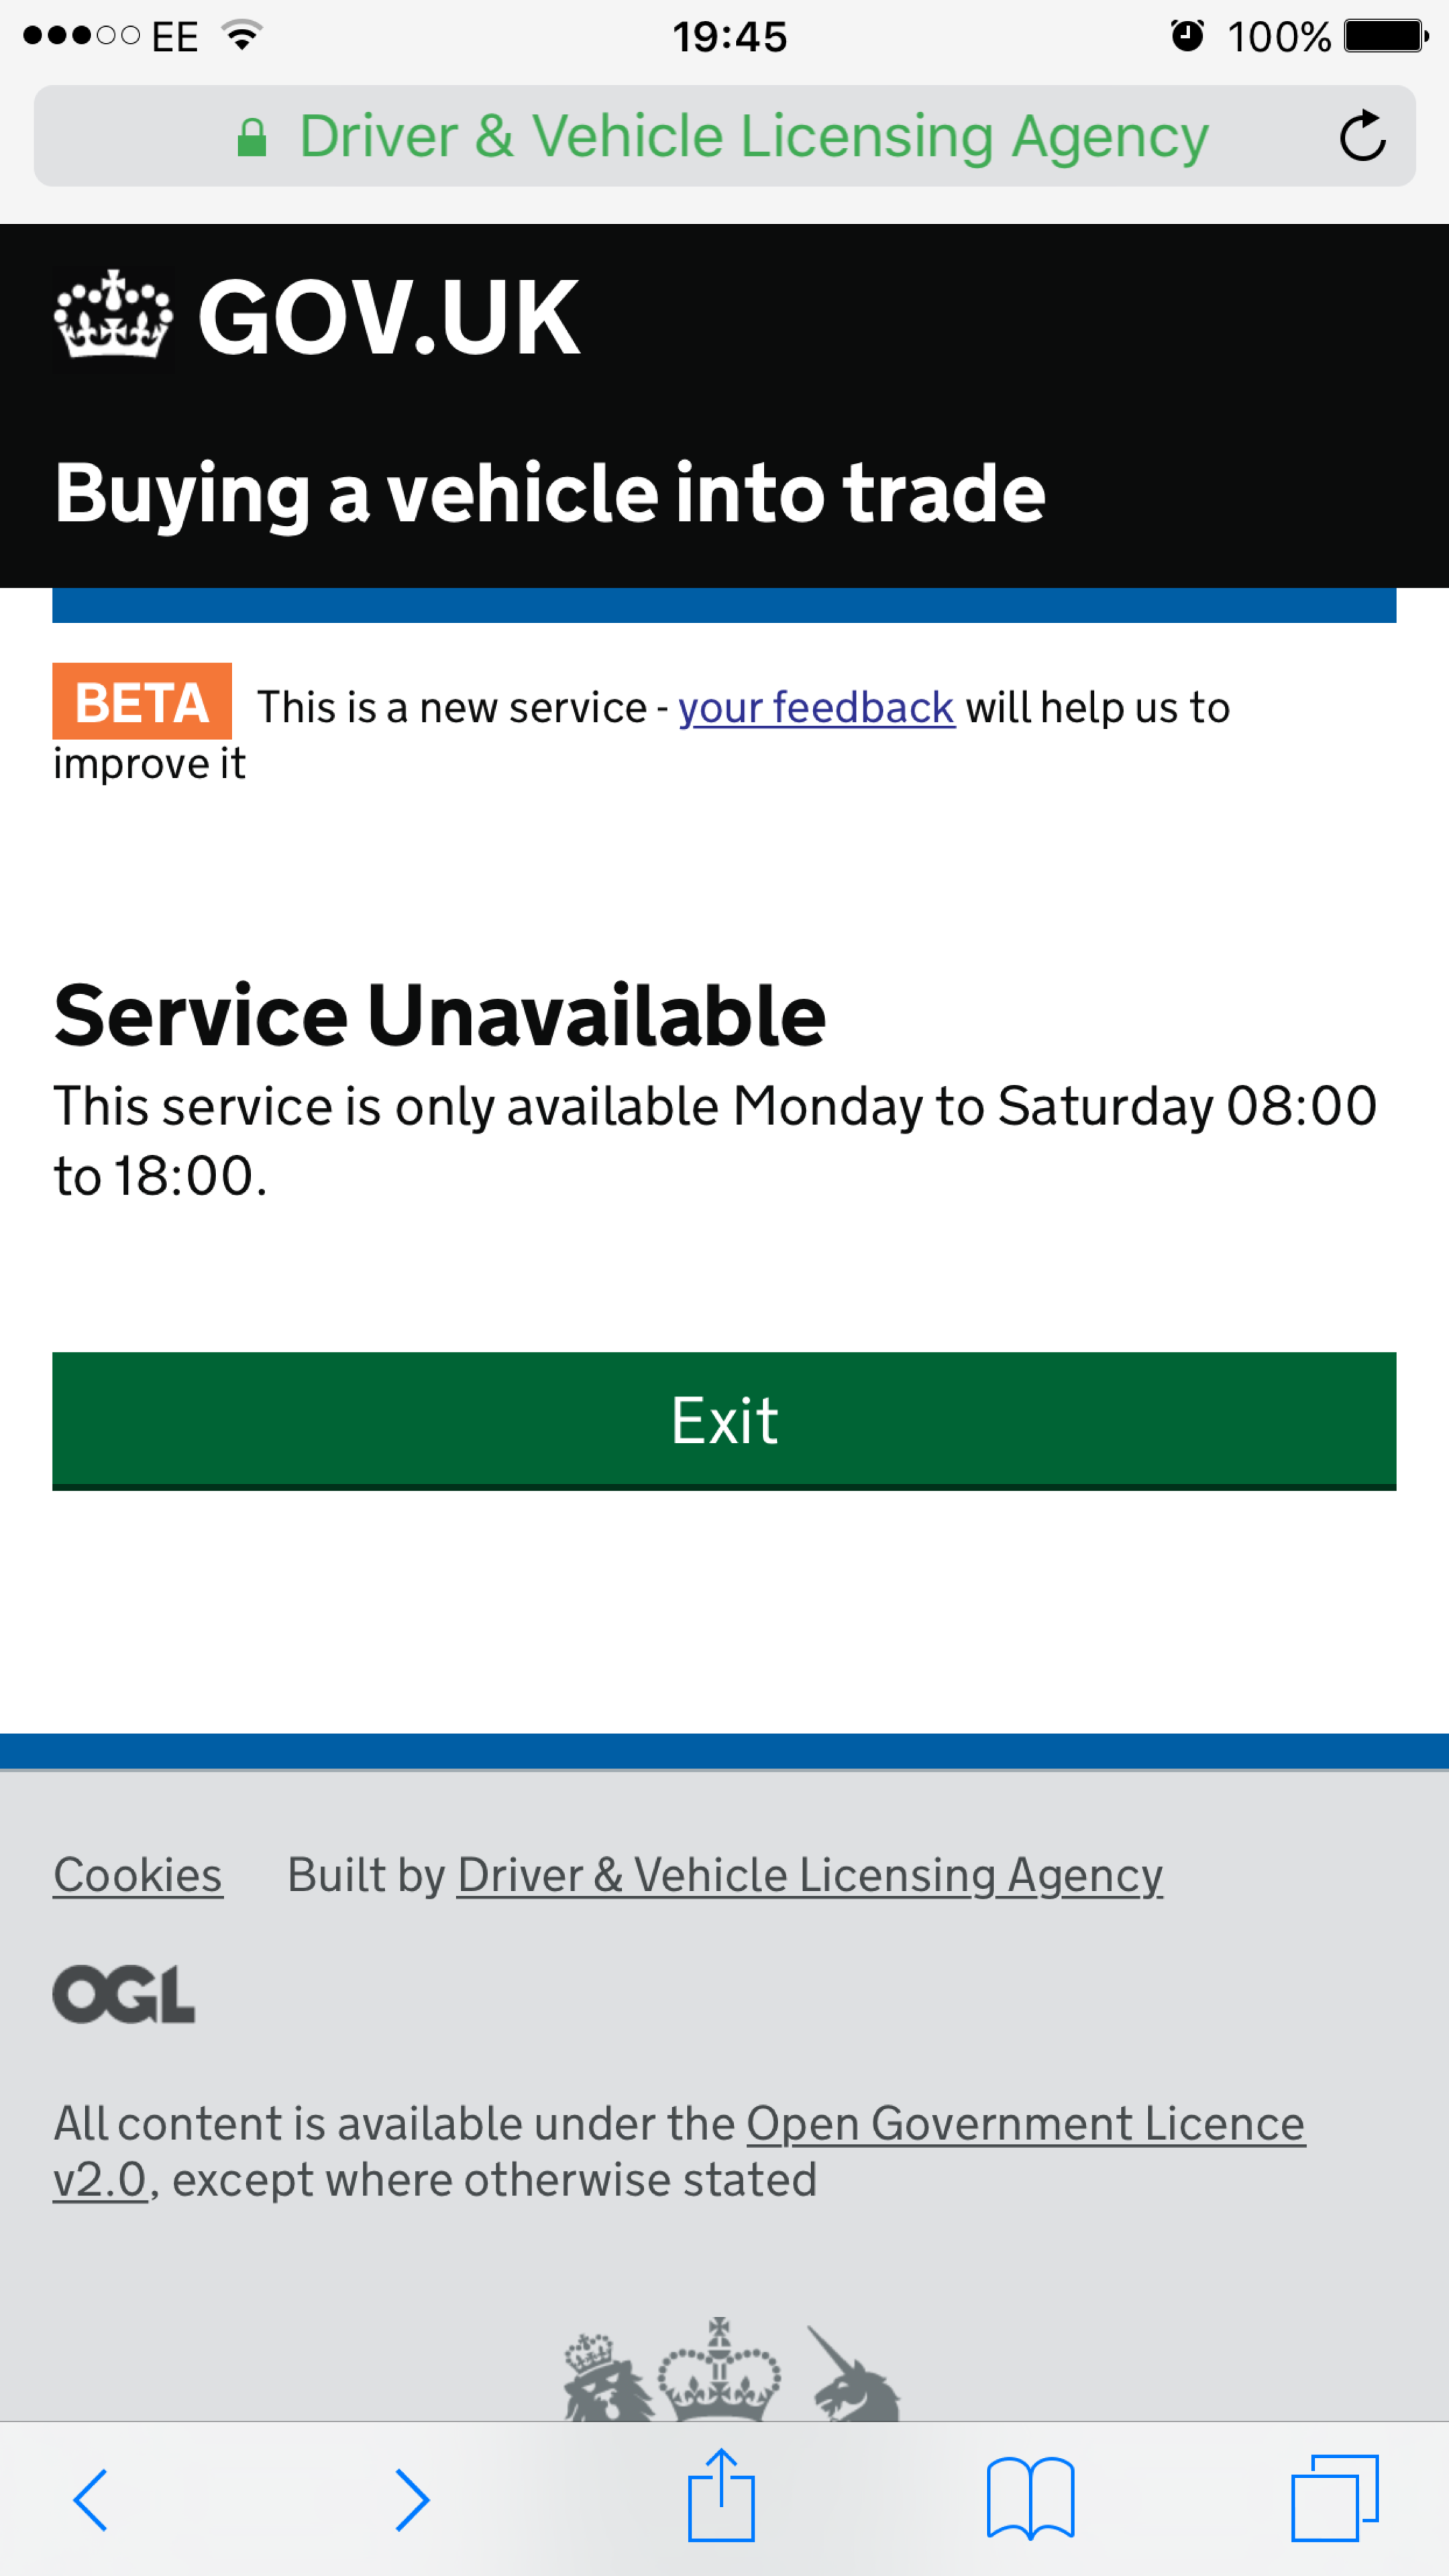 EE 19:45 100%
Driver & Vehicle Licensing Agency
GOV.UK
Buying a vehicle into trade
BETA This is a new service - your feedback will help us to
improve it
Service Unavailable
This service is only available Monday to Saturday 08:00
to 18:00.
Exit
Cookies Built by Driver & Vehicle Licensing Agency
OGL
All content is available under the Open Government Licence
v2.0, except where otherwise stated